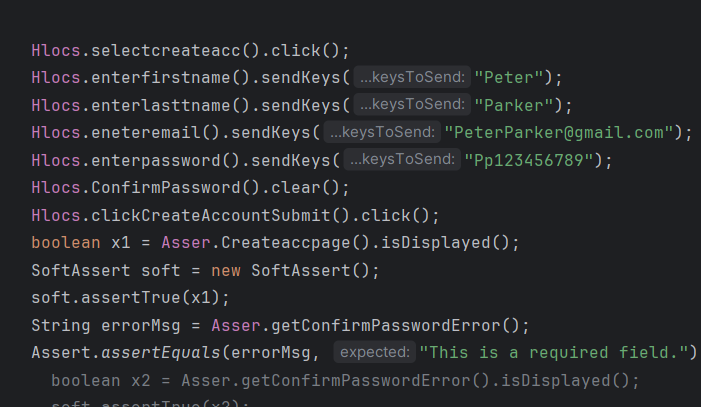 Hlocs.selectcreateacc().click();
Hlocs.enterfirstname().sendKeys( ...keysToSend: "Peter");
Hlocs.enterlasttname().sendKeys( ...keysToSend: "Parker");
Hlocs.eneteremail().sendKeys( ...keysToSend: "PeterParker@gmail.com");
Hlocs.enterpassword().sendKeys( ...keysToSend: "Pp123456789");
Hlocs.ConfirmPassword().clear();
Hlocs.clickCreateAccountSubmit().click();
boolean x1 = Asser.Createaccpage().isDisplayed();
SoftAssert soft = new SoftAssert();
soft.assertTrue(x1);
String errorMsg = Asser.getConfirmPasswordError();
Assert.assertEquals(errorMsg, expected: "This is a required field.")
boolean x2 = Asser.getConfirmPasswordError().isDisplayed();
soft.assertTrue(x2);